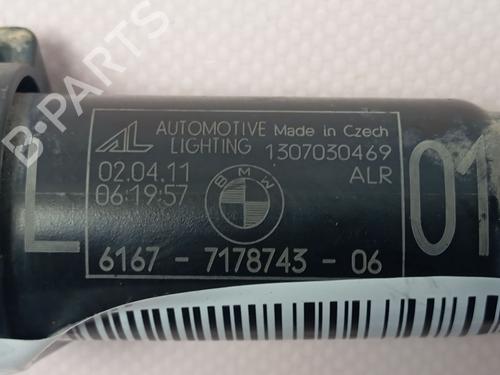 B-PARTS
AL AUTOMOTIVE LIGHTING Made in Czech
1307030469
02.04.11 ALR
06:19:57
BMW
L 01
6167 - 7178743 - 06